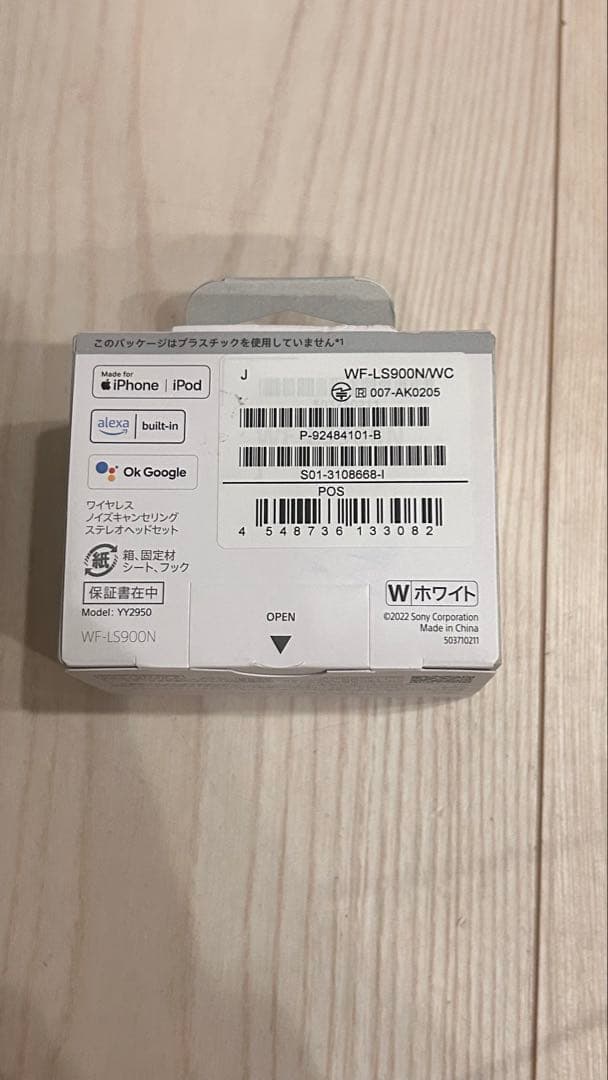 このパッケージはプラスチックを使用していません*1
Made for
iPhone | iPod
alexa built-in
Ok Google
ワイヤレス
ノイズキャンセリング
ステレオヘッドセット
紙 箱、固定材
シート、フック
保証書在中
Model: YY2950
WF-LS900N
J WF-LS900N/WC
R 007-AK0205
P-92484101-B
S01-3108668-I
POS
4 548736 133082
OPEN
W ホワイト
©2022 Sony Corporation
Made in China
503710211